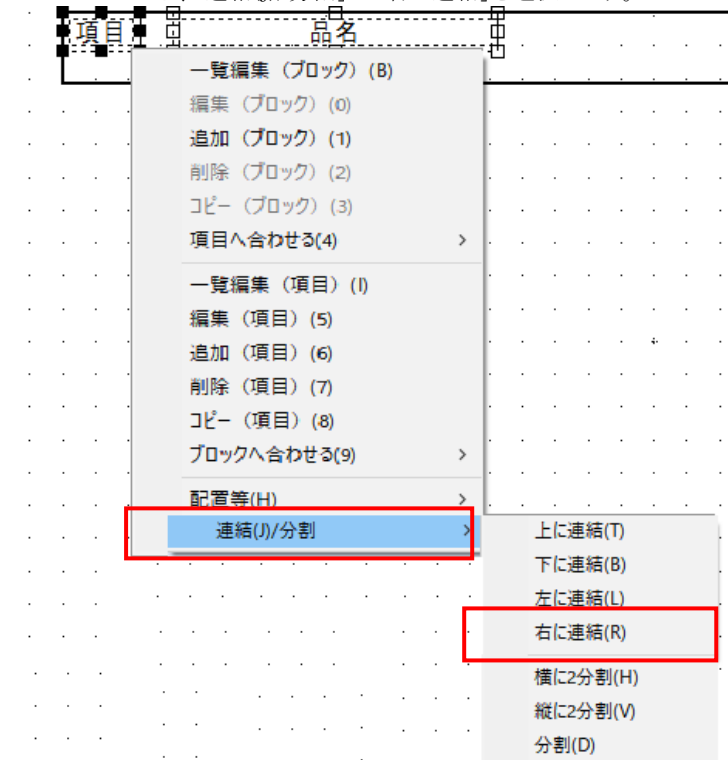 項目 品名
一覧編集（ブロック）(B)
編集（ブロック）(0)
追加（ブロック）(1)
削除（ブロック）(2)
コピー（ブロック）(3)
項目へ合わせる(4)
一覧編集（項目）(I)
編集（項目）(5)
追加（項目）(6)
削除（項目）(7)
コピー（項目）(8)
ブロックへ合わせる(9)
配置等(H)
連結(J)/分割
上に連結(T)
下に連結(B)
左に連結(L)
右に連結(R)
横に2分割(H)
縦に2分割(V)
分割(D)